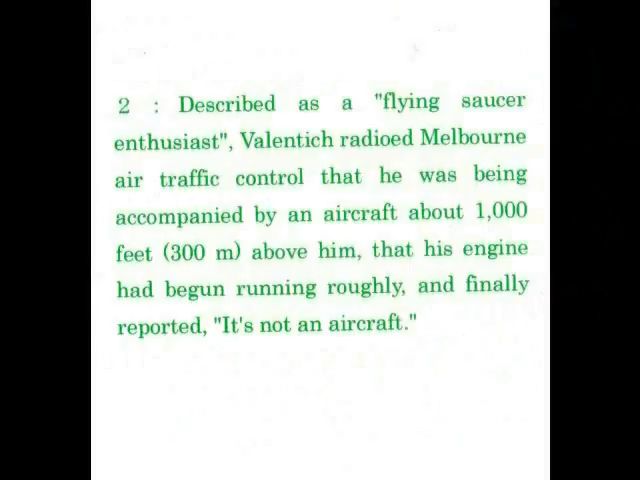 2 : Described as a "flying saucer
enthusiast", Valentich radioed Melbourne
air traffic control that he was being
accompanied by an aircraft about 1,000
feet (300 m) above him, that his engine
had begun running roughly, and finally
reported, "It's not an aircraft."